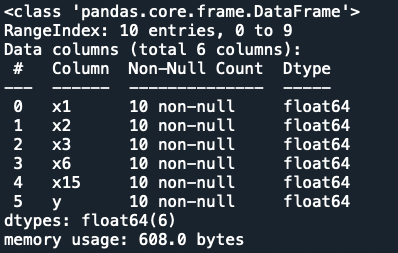 <class 'pandas.core.frame.DataFrame'>
RangeIndex: 10 entries, 0 to 9
Data columns (total 6 columns):
 #   Column  Non-Null Count  Dtype
---  ------  --------------  -----
 0   x1      10 non-null     float64
 1   x2      10 non-null     float64
 2   x3      10 non-null     float64
 3   x6      10 non-null     float64
 4   x15     10 non-null     float64
 5   y       10 non-null     float64
dtypes: float64(6)
memory usage: 608.0 bytes